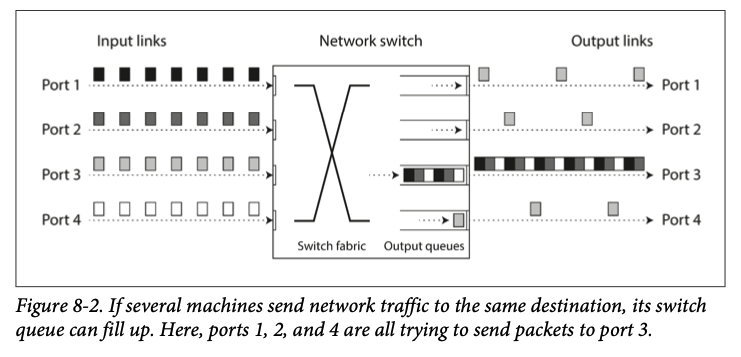 Input links Network switch Output links
Port 1 Port 1
Port 2 Port 2
Port 3 Port 3
Port 4 Port 4
Switch fabric Output queues
Figure 8-2. If several machines send network traffic to the same destination, its switch
queue can fill up. Here, ports 1, 2, and 4 are all trying to send packets to port 3.